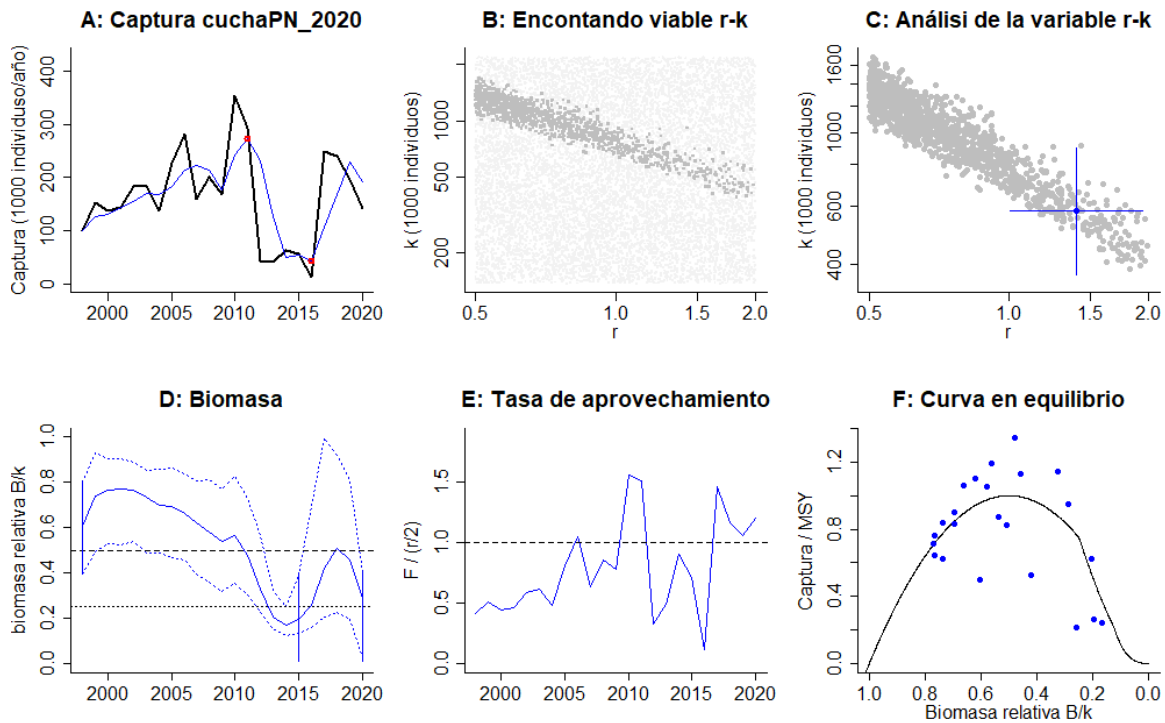 A: Captura cuchaPN_2020
Captura (1000 individuso/año)
400
300
200
100
0
2000 2005 2010 2015 2020
B: Encontando viable r-k
k (1000 individuos)
1000
500
200
0.5 1.0 2.0
r
C: Análisi de la variable r-k
k (1000 individuos)
1600
1000
600
400
0.5 1.0 1.5 2.0
r
D: Biomasa
biomasa relativa B/k
1.0
0.8
0.6
0.4
0.2
0.0
2000 2005 2010 2015 2020
E: Tasa de aprovechamiento
F / (r/2)
1.5
1.0
0.5
0.0
2000 2005 2010 2015 2020
F: Curva en equilibrio
Captura / MSY
1.2
0.8
0.4
0.0
1.0 0.8 0.6 0.4 0.2 0.0
Biomasa relativa B/k